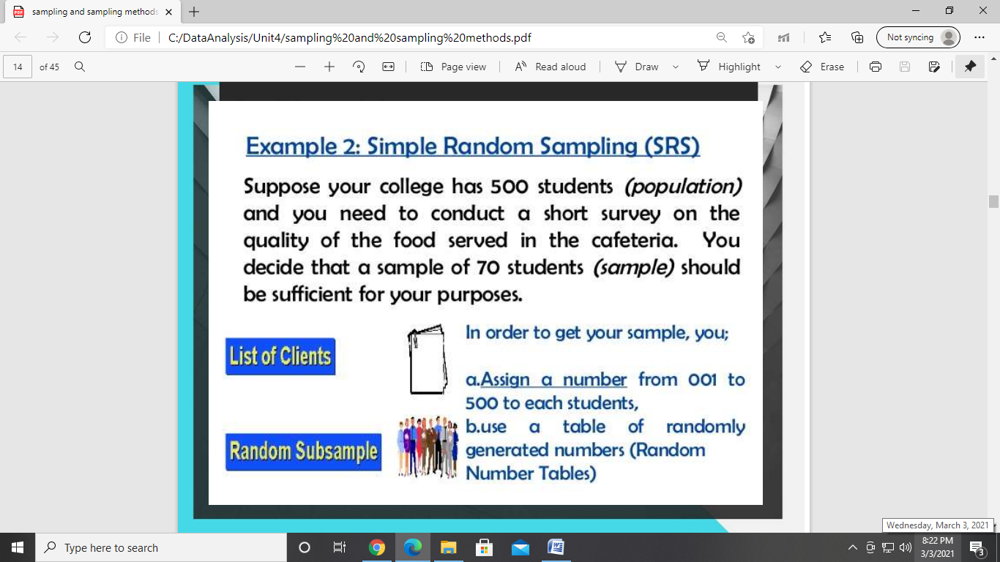 sampling and sampling methods
File C:/DataAnalysis/Unit4/sampling%20and%20sampling%20methods.pdf
Not syncing
14 of 45
Page view
Read aloud
Draw
Highlight
Erase
Example 2: Simple Random Sampling (SRS)
Suppose your college has 500 students (population)
and you need to conduct a short survey on the
quality of the food served in the cafeteria. You
decide that a sample of 70 students (sample) should
be sufficient for your purposes.
List of Clients
Random Subsample
In order to get your sample, you;
a.Assign a number from 001 to
500 to each students,
b.use a table of randomly
generated numbers (Random
Number Tables)
Wednesday, March 3, 2021
Type here to search
8:22 PM
3/3/2021
3